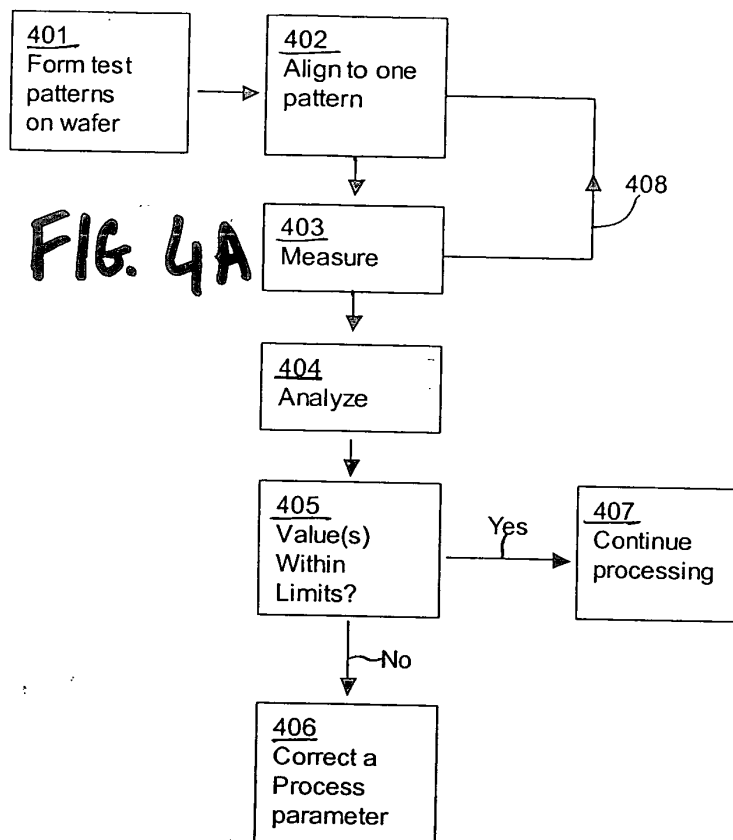 401
Form test
patterns
on wafer
402
Align to one
pattern
408
FIG. 4A
403
Measure
404
Analyze
405
Value(s)
Within
Limits?
Yes
407
Continue
processing
No
406
Correct a
Process
parameter